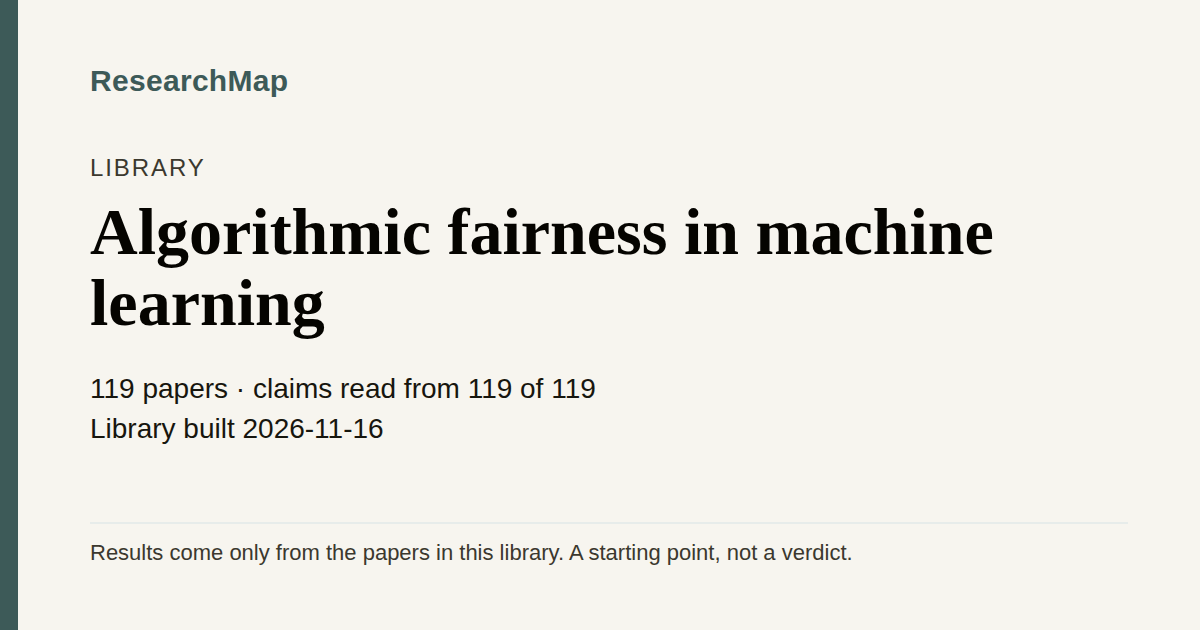 ResearchMap
LIBRARY
Algorithmic fairness in machine
learning
119 papers · claims read from 119 of 119
Library built 2026-11-16
Results come only from the papers in this library. A starting point, not a verdict.